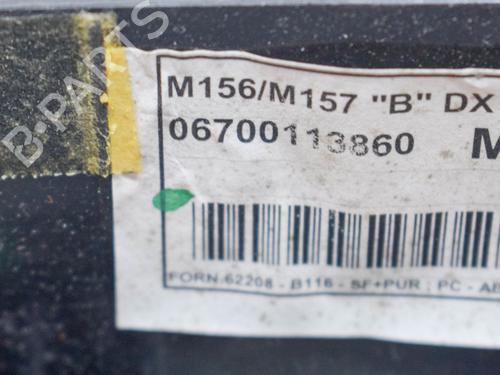 B-PARTS
M156/M157 "B" DX
06700113860 M
FORN-62208 - B116 - SF+PUR : PC - AB